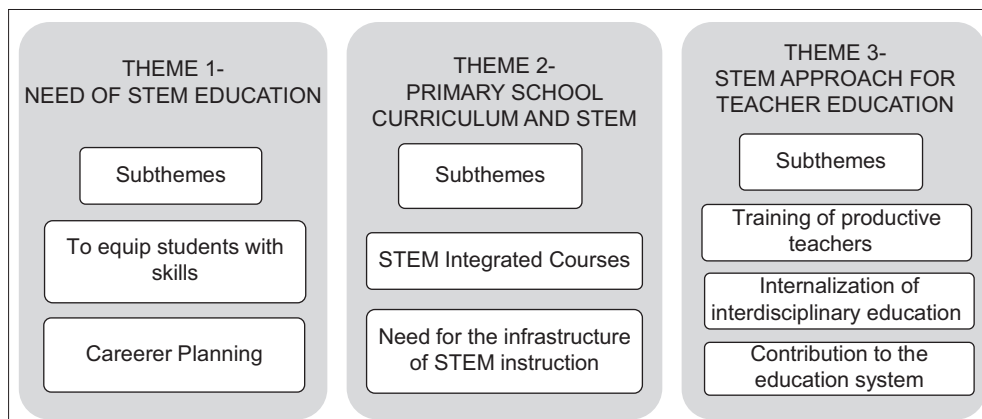 THEME 1-
NEED OF STEM EDUCATION
Subthemes
To equip students with
skills
Careerer Planning
THEME 2-
PRIMARY SCHOOL
CURRICULUM AND STEM
Subthemes
STEM Integrated Courses
Need for the infrastructure
of STEM instruction
THEME 3-
STEM APPROACH FOR
TEACHER EDUCATION
Subthemes
Training of productive
teachers
Internalization of
interdisciplinary education
Contribution to the
education system